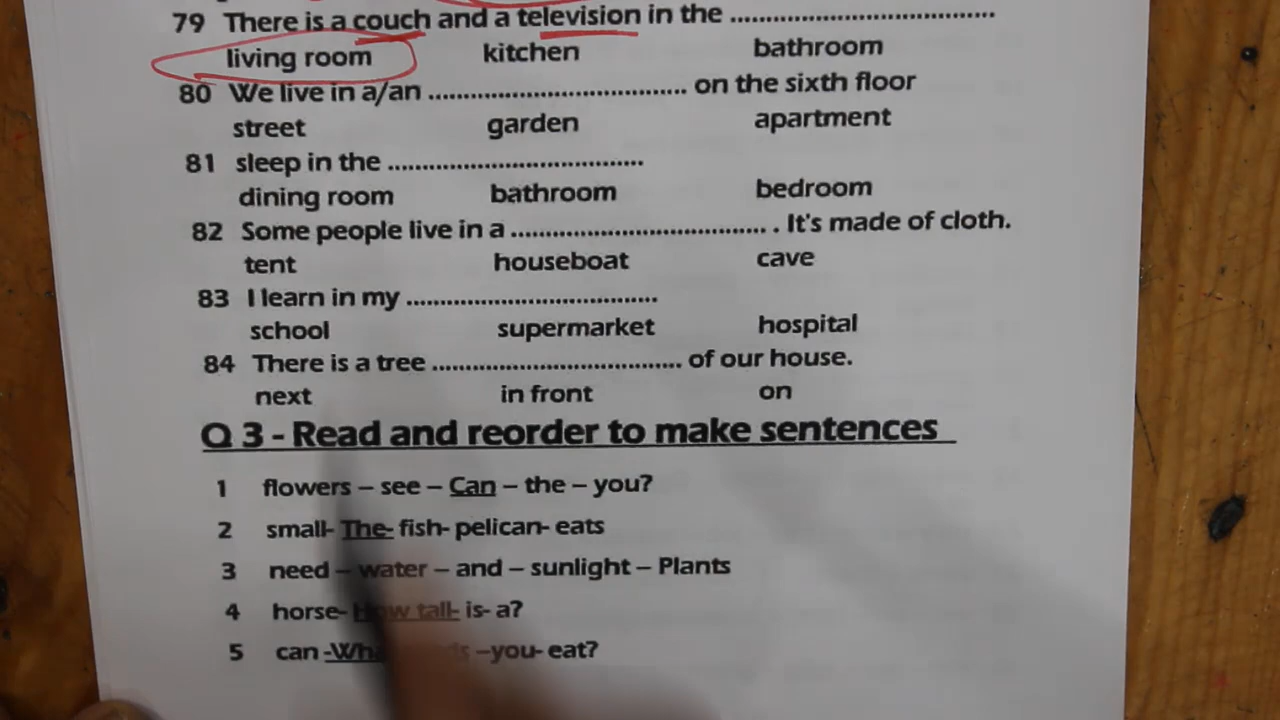 79 There is a couch and a television in the ........................................
living room kitchen bathroom
80 We live in a/an ....................................... on the sixth floor
street garden apartment
81 sleep in the ......................................
dining room bathroom bedroom
82 Some people live in a ...................................... . It's made of cloth.
tent houseboat cave
83 I learn in my ......................................
school supermarket hospital
84 There is a tree ...................................... of our house.
next in front on
Q 3 - Read and reorder to make sentences
1 flowers – see – Can – the – you?
2 small- The- fish- pelican- eats
3 need – water – and – sunlight – Plants
4 horse- How tall- is- a?
5 can - –you- eat?